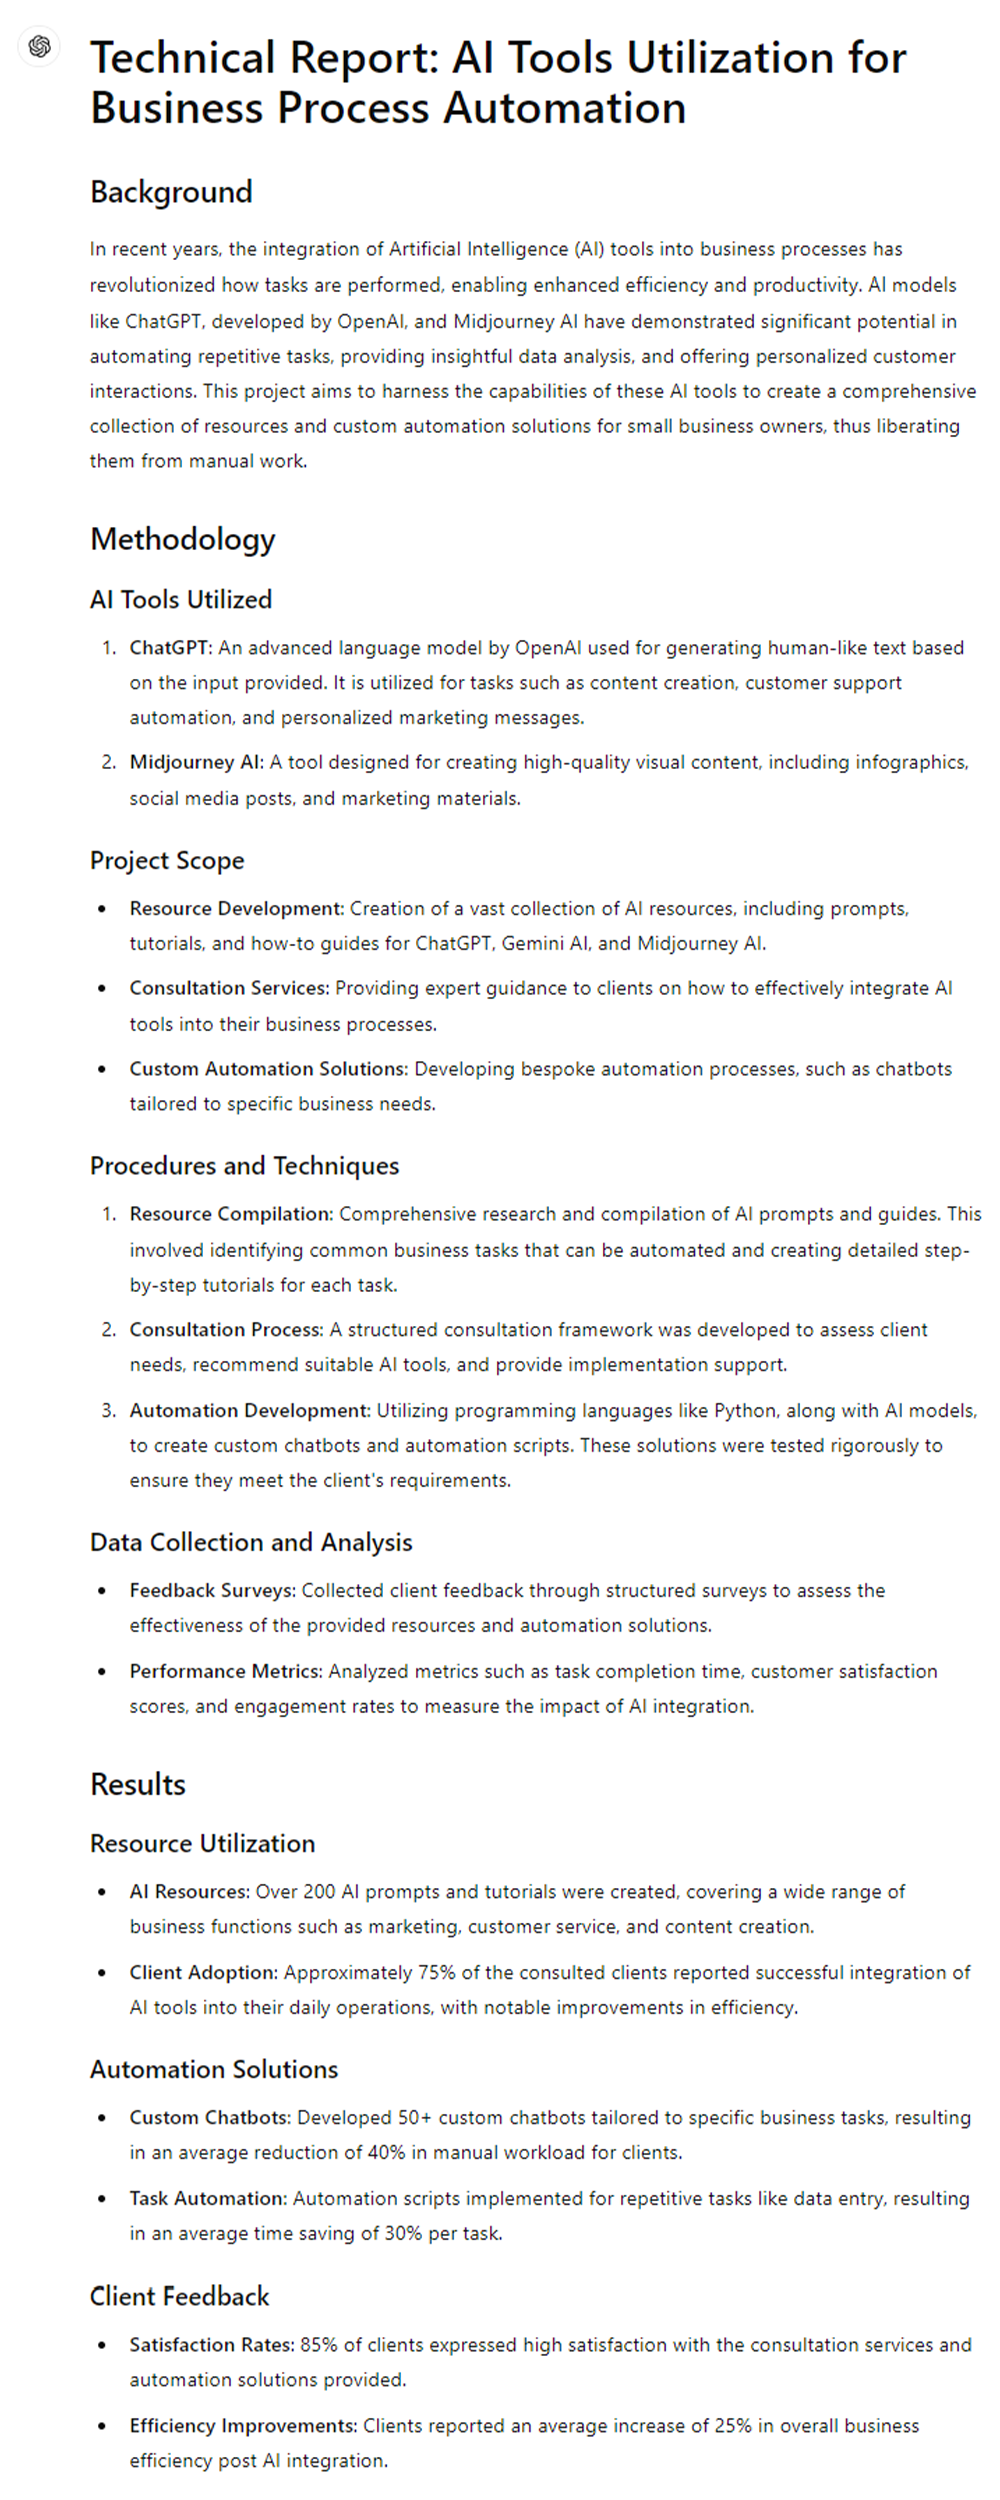 Technical Report: AI Tools Utilization for
Business Process Automation
Background
In recent years, the integration of Artificial Intelligence (AI) tools into business processes has
revolutionized how tasks are performed, enabling enhanced efficiency and productivity. AI models
like ChatGPT, developed by OpenAI, and Midjourney AI have demonstrated significant potential in
automating repetitive tasks, providing insightful data analysis, and offering personalized customer
interactions. This project aims to harness the capabilities of these AI tools to create a comprehensive
collection of resources and custom automation solutions for small business owners, thus liberating
them from manual work.
Methodology
AI Tools Utilized
1. ChatGPT: An advanced language model by OpenAI used for generating human-like text based
on the input provided. It is utilized for tasks such as content creation, customer support
automation, and personalized marketing messages.
2. Midjourney AI: A tool designed for creating high-quality visual content, including infographics,
social media posts, and marketing materials.
Project Scope
• Resource Development: Creation of a vast collection of AI resources, including prompts,
tutorials, and how-to guides for ChatGPT, Gemini AI, and Midjourney AI.
• Consultation Services: Providing expert guidance to clients on how to effectively integrate AI
tools into their business processes.
• Custom Automation Solutions: Developing bespoke automation processes, such as chatbots
tailored to specific business needs.
Procedures and Techniques
1. Resource Compilation: Comprehensive research and compilation of AI prompts and guides. This
involved identifying common business tasks that can be automated and creating detailed step-
by-step tutorials for each task.
2. Consultation Process: A structured consultation framework was developed to assess client
needs, recommend suitable AI tools, and provide implementation support.
3. Automation Development: Utilizing programming languages like Python, along with AI models,
to create custom chatbots and automation scripts. These solutions were tested rigorously to
ensure they meet the client's requirements.
Data Collection and Analysis
• Feedback Surveys: Collected client feedback through structured surveys to assess the
effectiveness of the provided resources and automation solutions.
• Performance Metrics: Analyzed metrics such as task completion time, customer satisfaction
scores, and engagement rates to measure the impact of AI integration.
Results
Resource Utilization
• AI Resources: Over 200 AI prompts and tutorials were created, covering a wide range of
business functions such as marketing, customer service, and content creation.
• Client Adoption: Approximately 75% of the consulted clients reported successful integration of
AI tools into their daily operations, with notable improvements in efficiency.
Automation Solutions
• Custom Chatbots: Developed 50+ custom chatbots tailored to specific business tasks, resulting
in an average reduction of 40% in manual workload for clients.
• Task Automation: Automation scripts implemented for repetitive tasks like data entry, resulting
in an average time saving of 30% per task.
Client Feedback
• Satisfaction Rates: 85% of clients expressed high satisfaction with the consultation services and
automation solutions provided.
• Efficiency Improvements: Clients reported an average increase of 25% in overall business
efficiency post AI integration.